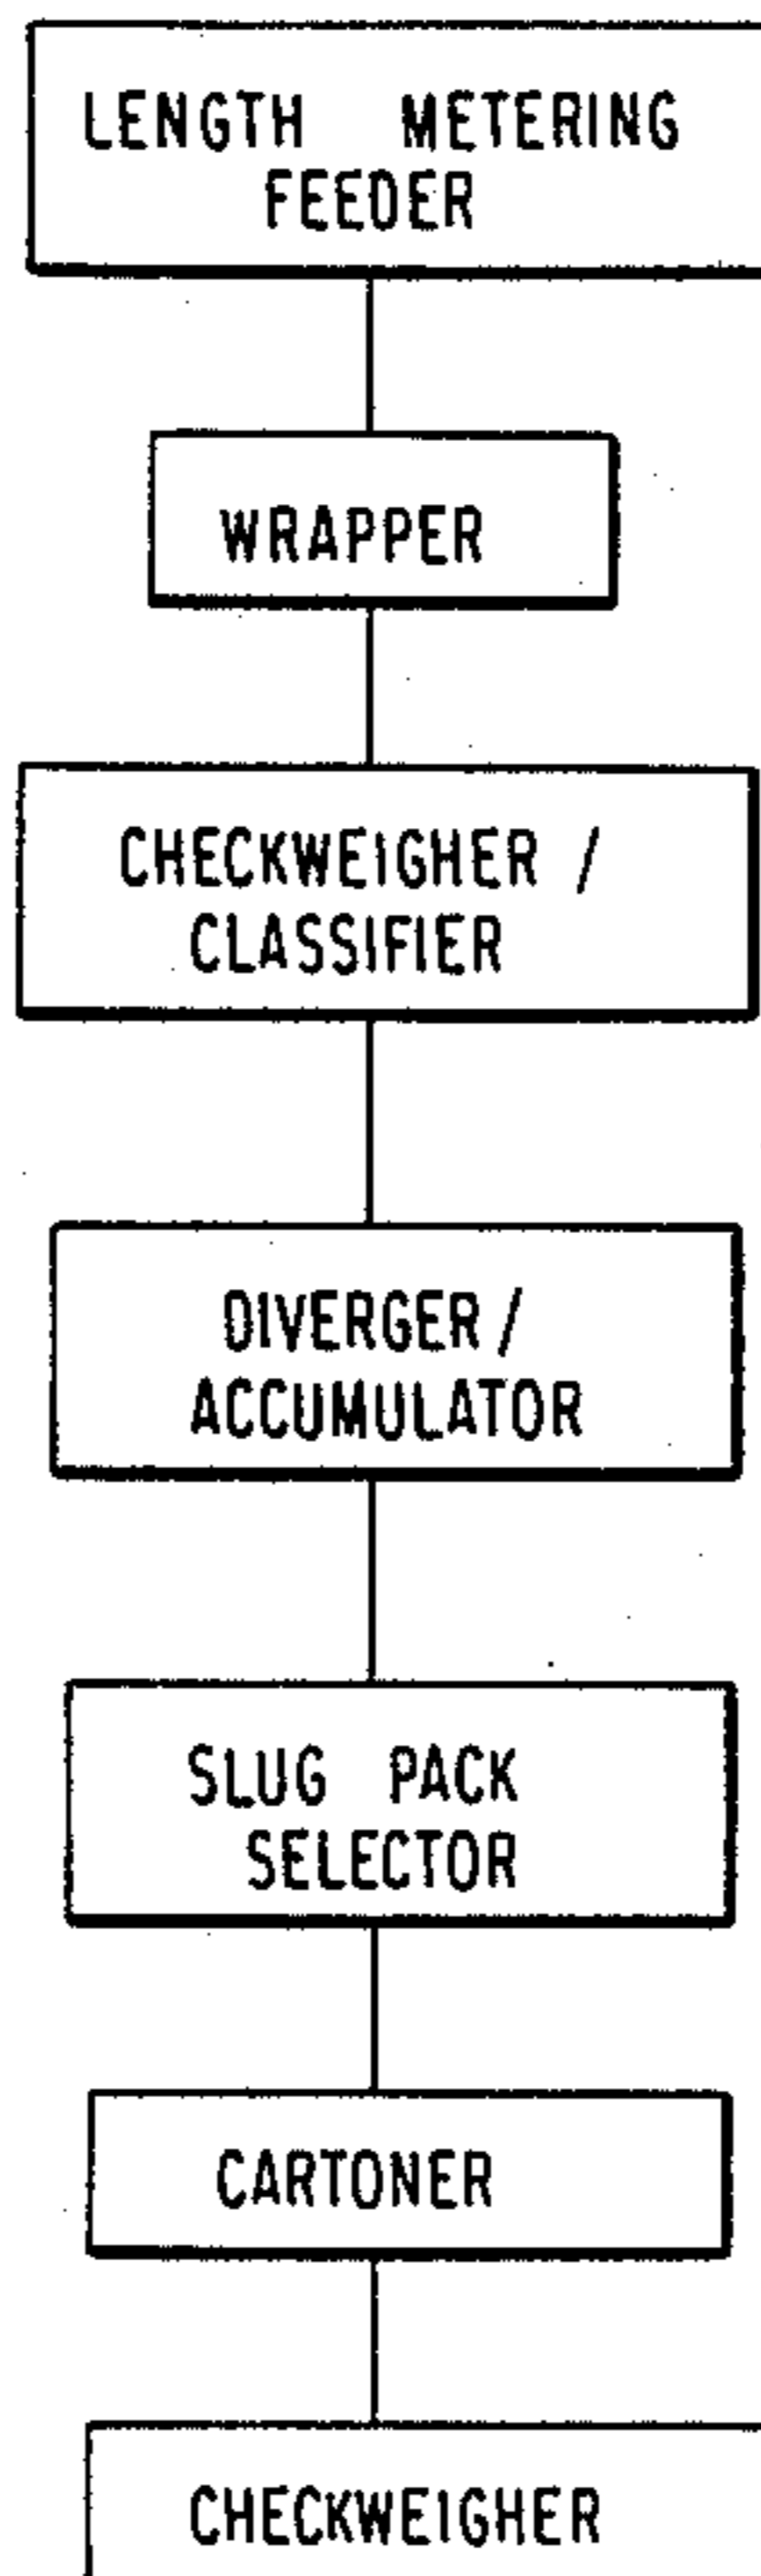 LENGTH METERING
FEEDER
WRAPPER
CHECKWEIGHER /
CLASSIFIER
DIVERGER /
ACCUMULATOR
SLUG PACK
SELECTOR
CARTONER
CHECKWEIGHER